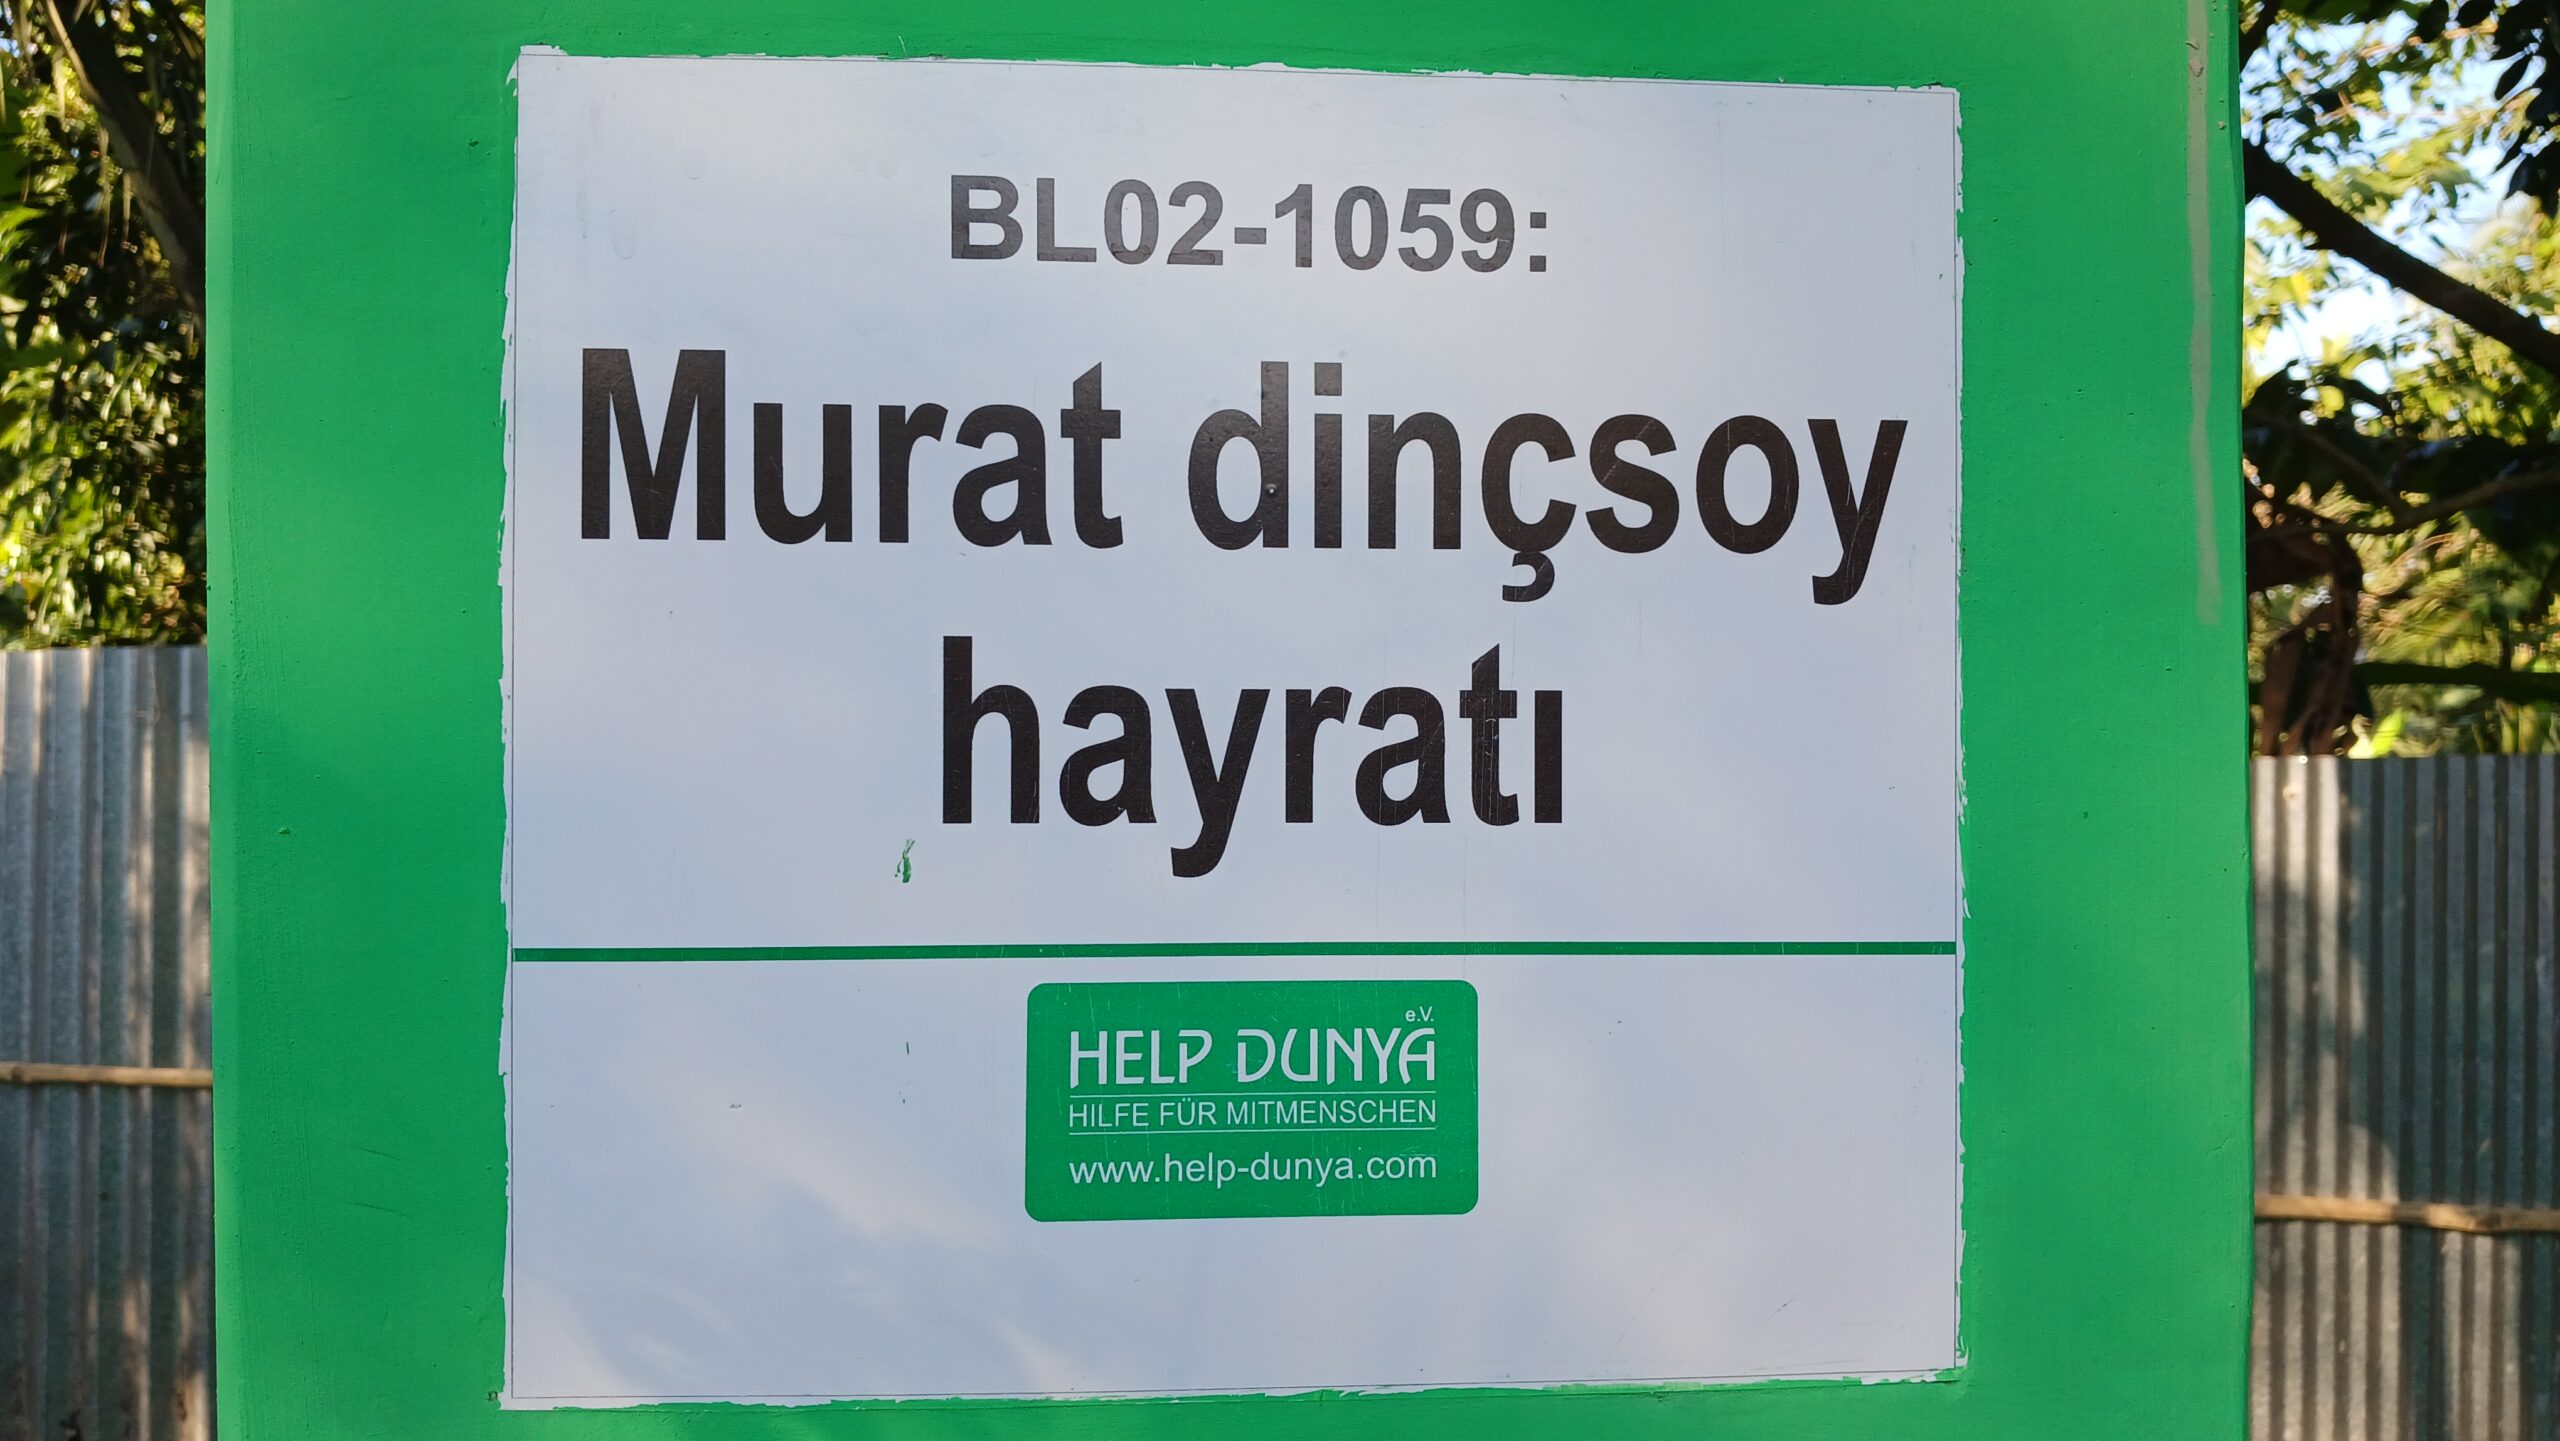 BL02-1059:
Murat dinçsoy
hayratı
e.V.
HELP DUNYA
HILFE FÜR MITMENSCHEN
www.help-dunya.com